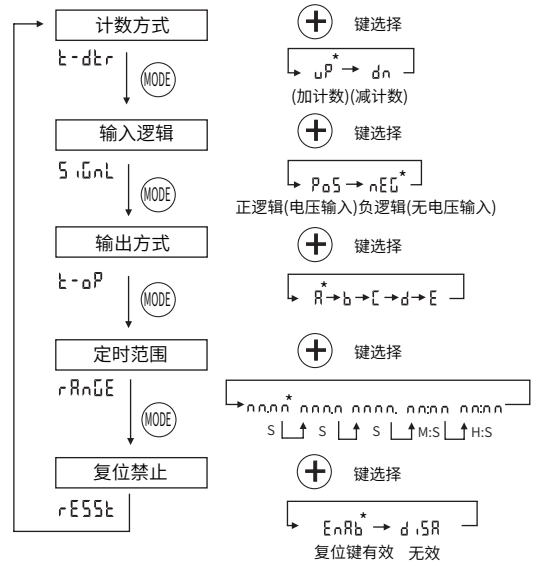 计数方式
+ 键选择
t-dtr
MODE
uP* → dn
(加计数)(减计数)
输入逻辑
+ 键选择
SiGnL
MODE
PoS → nEG*
正逻辑(电压输入)负逻辑(无电压输入)
输出方式
+ 键选择
t-oP
MODE
A* → b → C → d → E
定时范围
+ 键选择
rAnGE
MODE
nn.nn* nnn.n nnnn. nn:nn nn:nn
S S S M:S H:S
复位禁止
+ 键选择
rESSt
EnAb* → diSA
复位键有效 无效